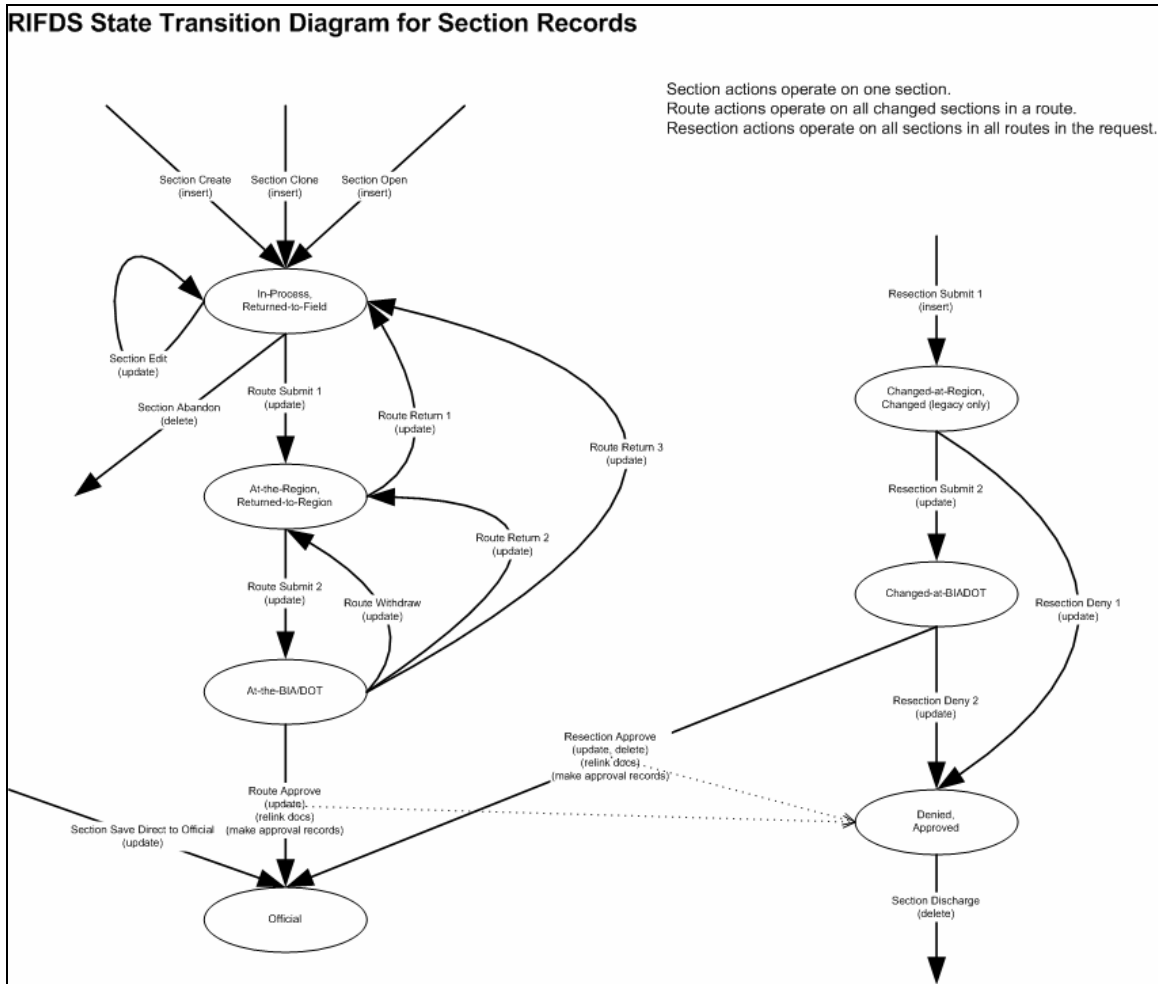 RIFDS State Transition Diagram for Section Records
Section actions operate on one section.
Route actions operate on all changed sections in a route.
Resection actions operate on all sections in all routes in the request.
Section Create
(insert)
Section Clone
(insert)
Section Open
(insert)
In-Process,
Returned-to-Field
Section Edit
(update)
Section Abandon
(delete)
Route Submit 1
(update)
Route Return 1
(update)
Route Return 3
(update)
At-the-Region,
Returned-to-Region
Route Return 2
(update)
Route Submit 2
(update)
Route Withdraw
(update)
At-the-BIA/DOT
Route Approve
(update)
(relink docs)
(make approval records)
Section Save Direct to Official
(update)
Official
Resection Submit 1
(insert)
Changed-at-Region,
Changed (legacy only)
Resection Submit 2
(update)
Changed-at-BIADOT
Resection Deny 1
(update)
Resection Deny 2
(update)
Resection Approve
(update, delete)
(relink docs)
(make approval records)
Denied,
Approved
Section Discharge
(delete)